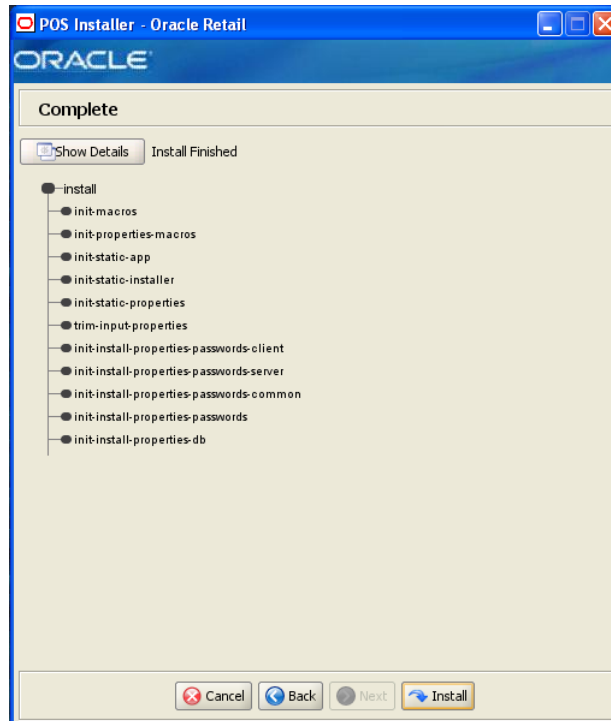 POS Installer - Oracle Retail
ORACLE
Complete
Show Details Install Finished
install
init-macros
init-properties-macros
init-static-app
init-static-installer
init-static-properties
trim-input-properties
init-install-properties-passwords-client
init-install-properties-passwords-server
init-install-properties-passwords-common
init-install-properties-passwords
init-install-properties-db
Cancel Back Next Install